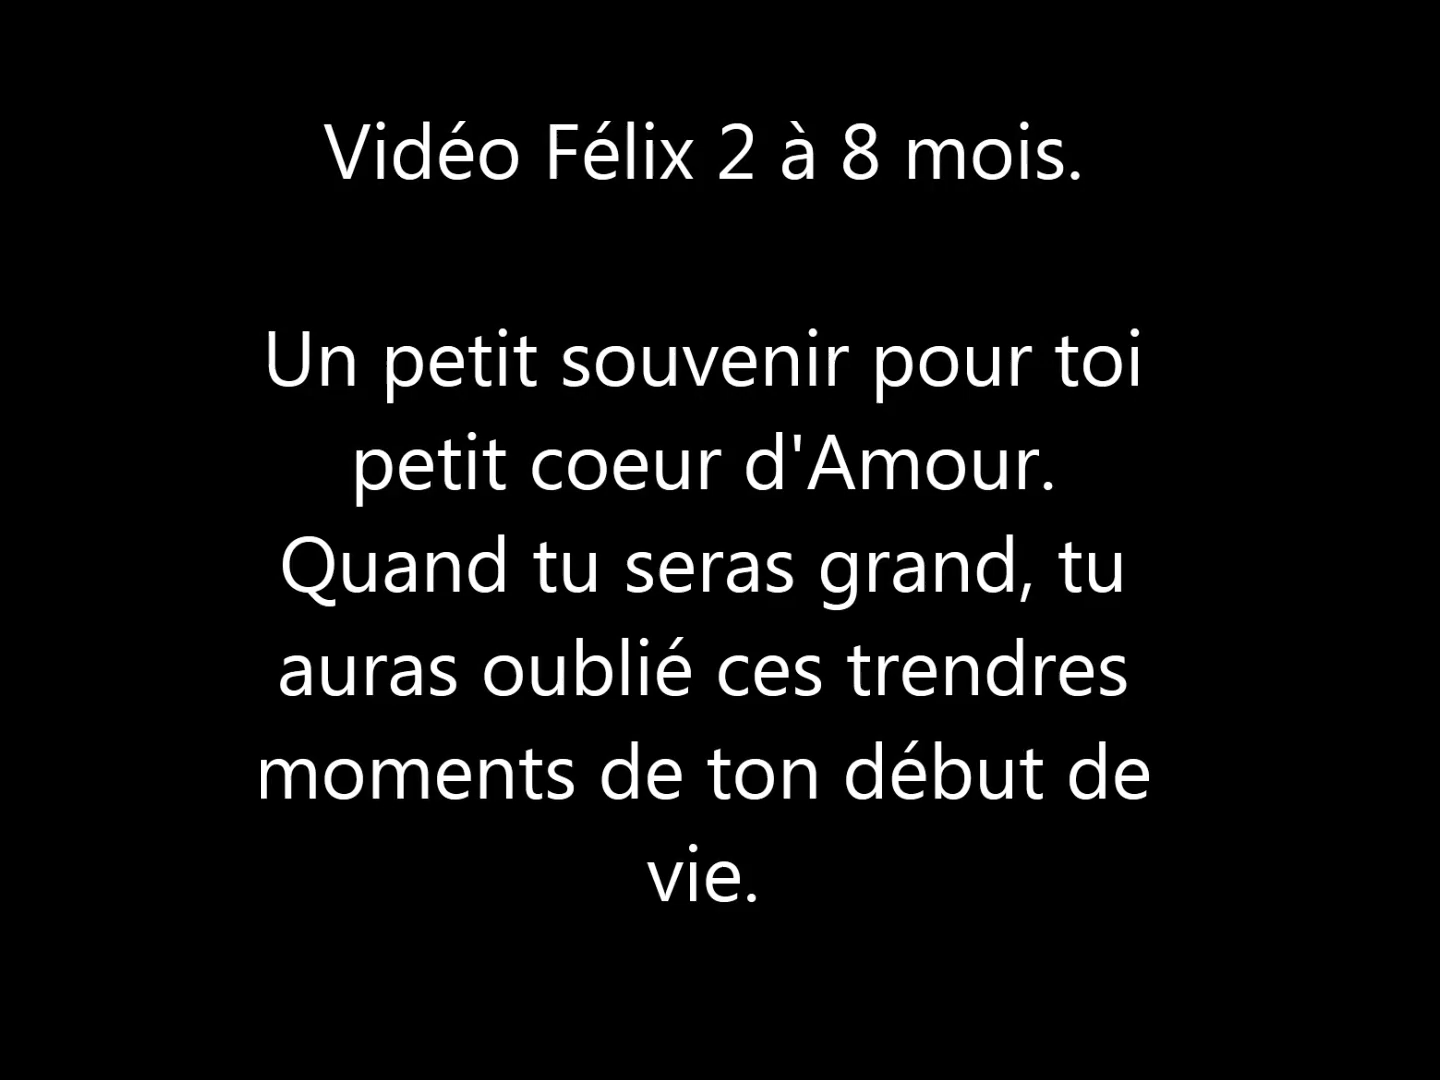 Vidéo Félix 2 à 8 mois.
Un petit souvenir pour toi
petit coeur d'Amour.
Quand tu seras grand, tu
auras oublié ces trendres
moments de ton début de
vie.